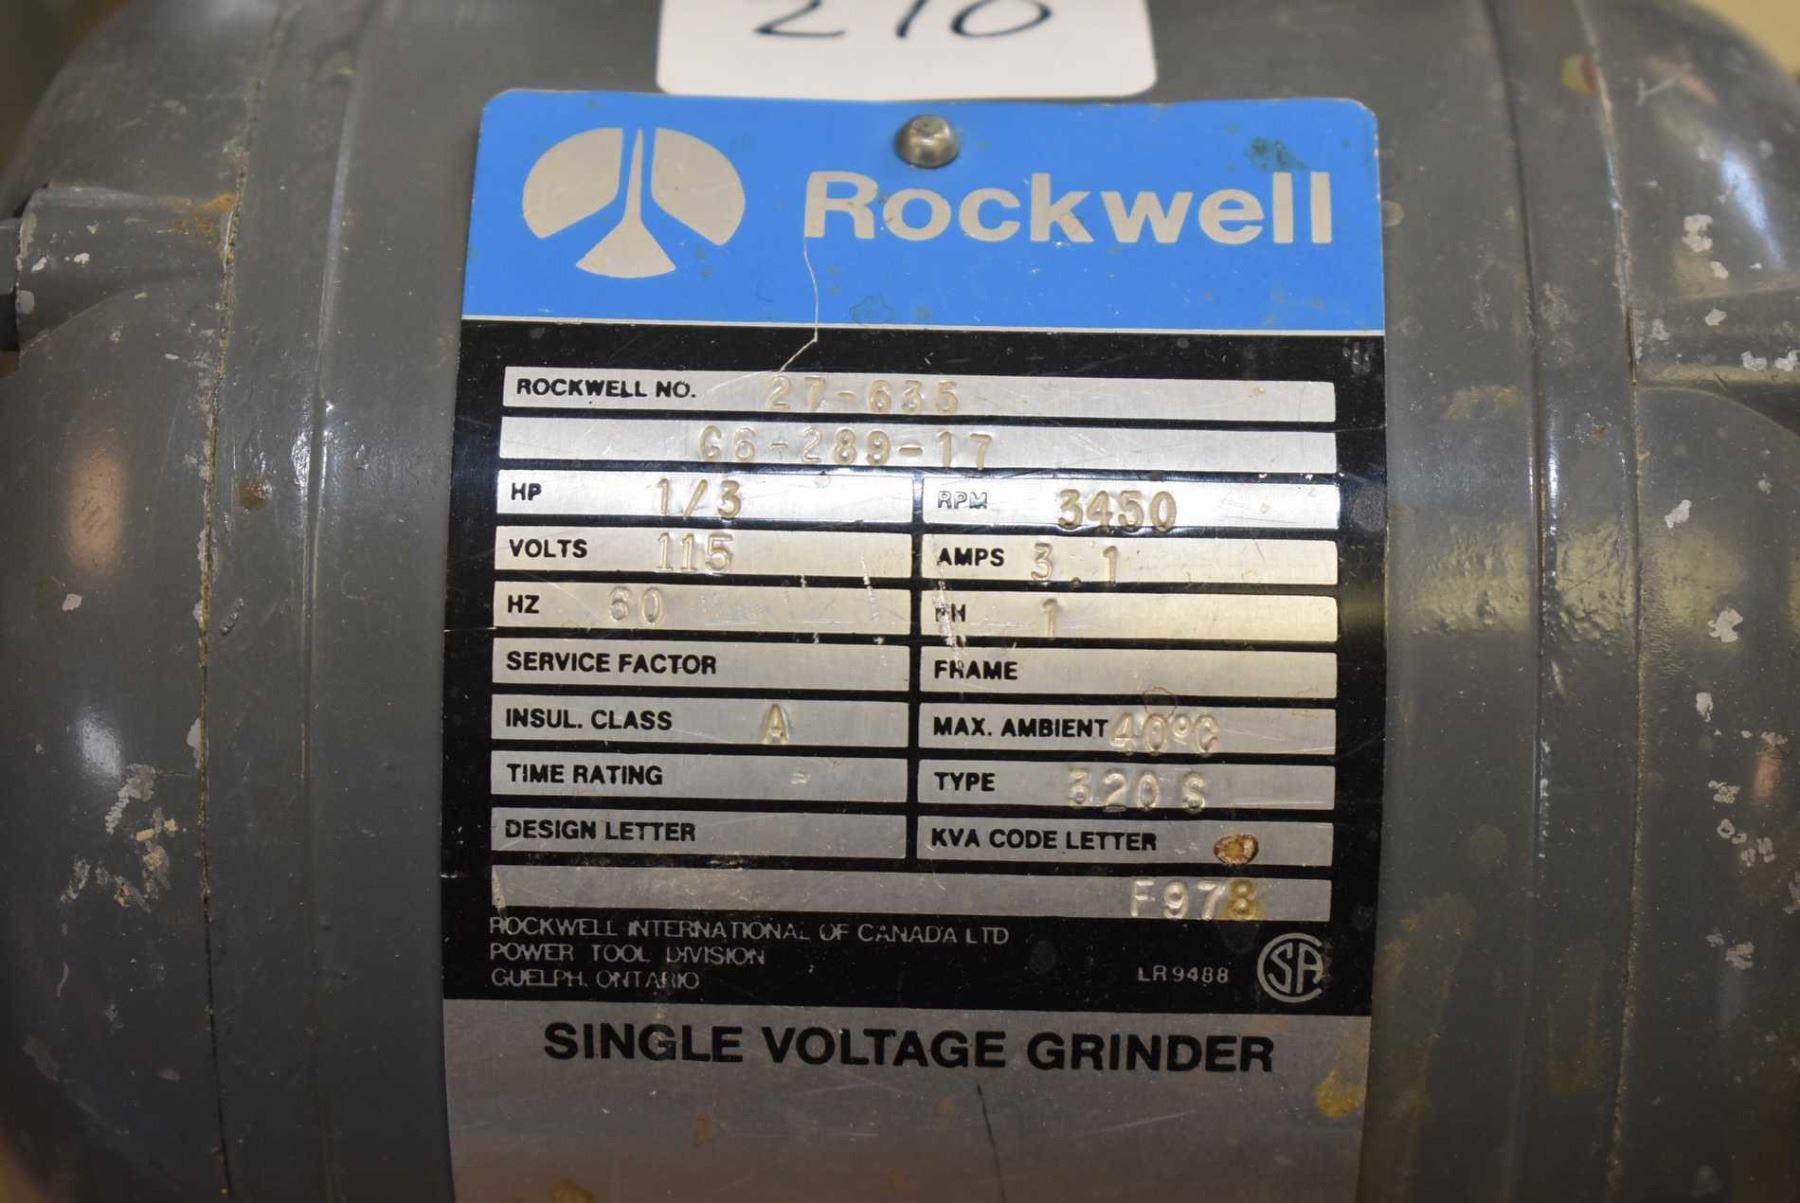 210
Rockwell
ROCKWELL NO. 27-635
C6-289-17
HP 1/3 RPM 3450
VOLTS 115 AMPS 3.1
HZ 60 PH 1
SERVICE FACTOR FRAME
INSUL. CLASS A MAX. AMBIENT 40°C
TIME RATING TYPE 320 S
DESIGN LETTER KVA CODE LETTER
F978
ROCKWELL INTERNATIONAL OF CANADA LTD
POWER TOOL DIVISION
GUELPH, ONTARIO LR9488 SA
SINGLE VOLTAGE GRINDER